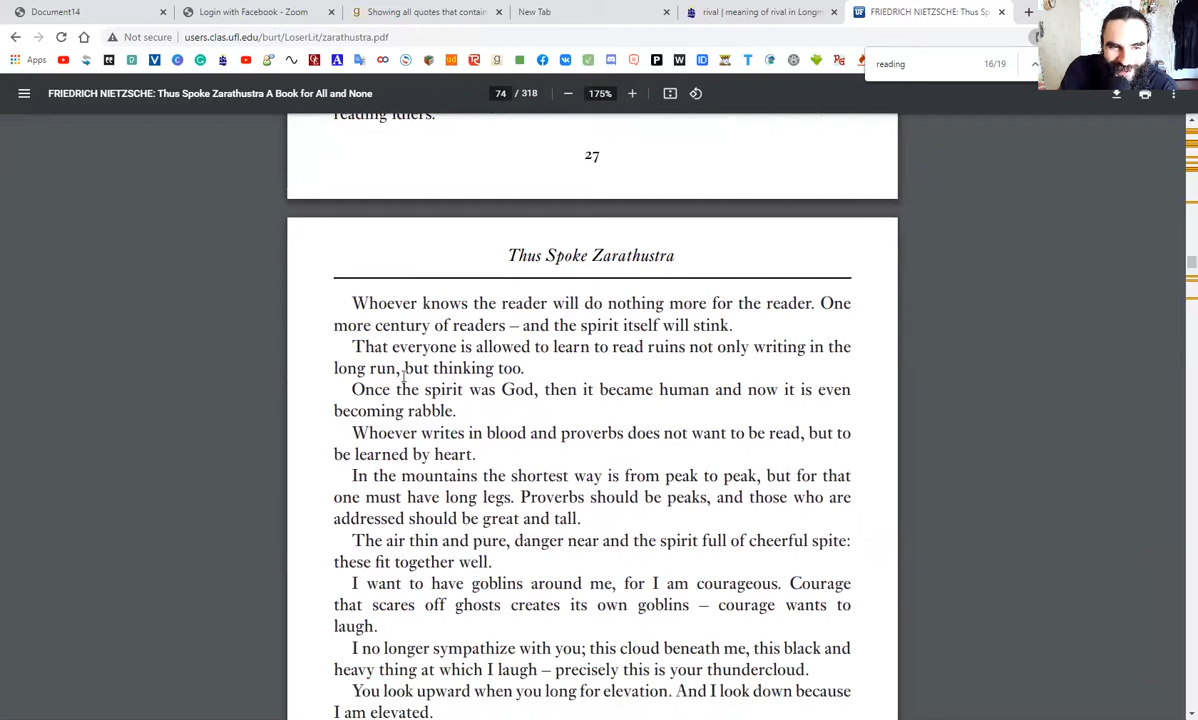 Document14
Login with Facebook - Zoom
Showing all quotes that contain
New Tab
rival | meaning of rival in Longm
FRIEDRICH NIETZSCHE: Thus Sp
Not secure
users.clas.ufl.edu/burt/LoserLit/zarathustra.pdf
Apps
reading
16/19
FRIEDRICH NIETZSCHE: Thus Spoke Zarathustra A Book for All and None
74 / 318
175%
reading idlers.
27
Thus Spoke Zarathustra
Whoever knows the reader will do nothing more for the reader. One
more century of readers – and the spirit itself will stink.
That everyone is allowed to learn to read ruins not only writing in the
long run, but thinking too.
Once the spirit was God, then it became human and now it is even
becoming rabble.
Whoever writes in blood and proverbs does not want to be read, but to
be learned by heart.
In the mountains the shortest way is from peak to peak, but for that
one must have long legs. Proverbs should be peaks, and those who are
addressed should be great and tall.
The air thin and pure, danger near and the spirit full of cheerful spite:
these fit together well.
I want to have goblins around me, for I am courageous. Courage
that scares off ghosts creates its own goblins – courage wants to
laugh.
I no longer sympathize with you; this cloud beneath me, this black and
heavy thing at which I laugh – precisely this is your thundercloud.
You look upward when you long for elevation. And I look down because
I am elevated.